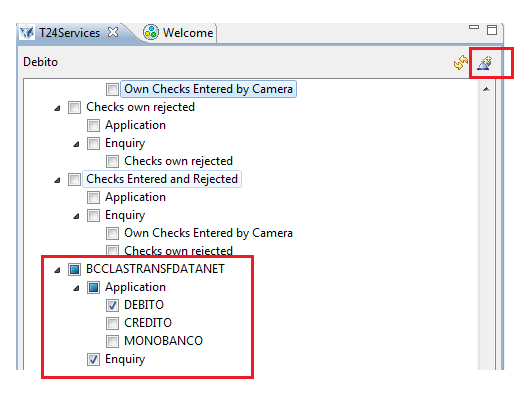 T24Services Welcome
Debito
Own Checks Entered by Camera
Checks own rejected
Application
Enquiry
Checks own rejected
Checks Entered and Rejected
Application
Enquiry
Own Checks Entered by Camera
Checks own rejected
BCCLASTRANSFDATANET
Application
DEBITO
CREDITO
MONOBANCO
Enquiry